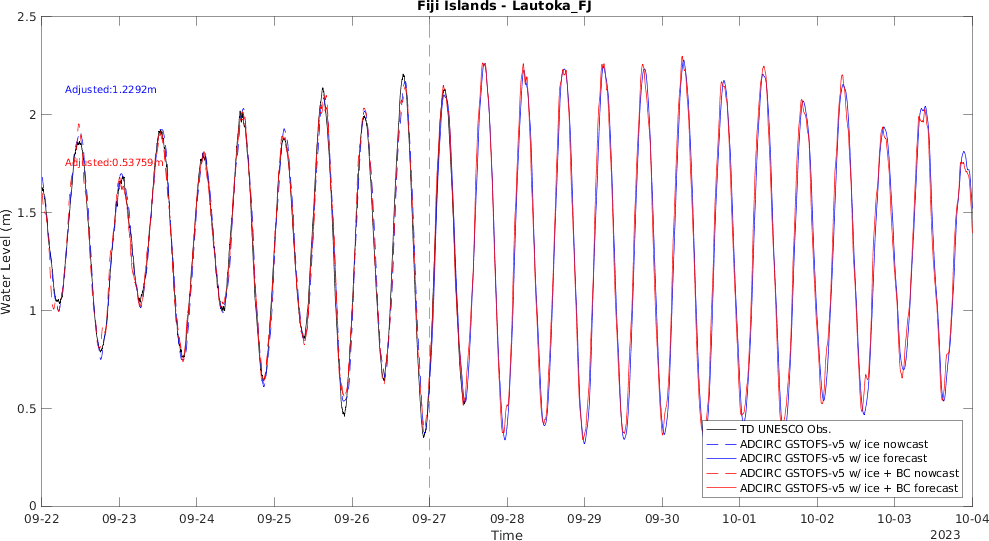 Fiji Islands - Lautoka_FJ
2.5
2
1.5
1
0.5
0
Water Level (m)
Adjusted:1.2292m
Adjusted:0.53759m
TD UNESCO Obs.
ADCIRC GSTOFS-v5 w/ ice nowcast
ADCIRC GSTOFS-v5 w/ ice forecast
ADCIRC GSTOFS-v5 w/ ice + BC nowcast
ADCIRC GSTOFS-v5 w/ ice + BC forecast
09-22 09-23 09-24 09-25 09-26 09-27 09-28 09-29 09-30 10-01 10-02 10-03 10-04
Time
2023